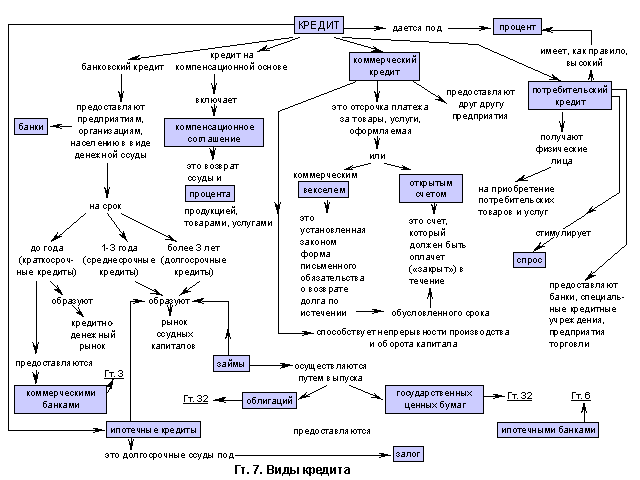 КРЕДИТ
дается под
процент
имеет, как правило,
высокий
банковский кредит
кредит на
компенсационной основе
коммерческий
кредит
предоставляют
друг другу
предприятия
потребительский
кредит
предоставляют
предприятиям,
организациям,
населению в виде
денежной ссуды
банки
включает
компенсационное
соглашение
это отсрочка платежа
за товары, услуги,
оформляемая
получают
физические
лица
это возврат
ссуды и
процента
продукцией,
товарами, услугами
или
коммерческим
векселем
открытым
счетом
на приобретение
потребительских
товаров и услуг
на срок
это
установленная
законом
форма
письменного
обязательства
о возврате
долга по
истечении
это счет,
который
должен быть
оплачет
(«закрыт») в
течение
стимулирует
спрос
до года
(краткосроч-
ные кредиты)
1-3 года
(среднесрочные
кредиты)
более 3 лет
(долгосрочные
кредиты)
предоставляют
банки, специаль-
ные кредитные
учреждения,
предприятия
торговли
образуют
образуют
обусловленного срока
кредитно-
денежный
рынок
рынок
ссудных
капиталов
способствует непрерывности производства
и оборота капитала
предоставляются
займы
осуществляются
путем выпуска
Гт. 3
коммерческими
банками
Гт. 32
облигаций
государственных
ценных бумаг
Гт. 32
Гт. 6
ипотечные кредиты
предоставляются
ипотечными банками
это долгосрочные ссуды под
залог
Гт. 7. Виды кредита